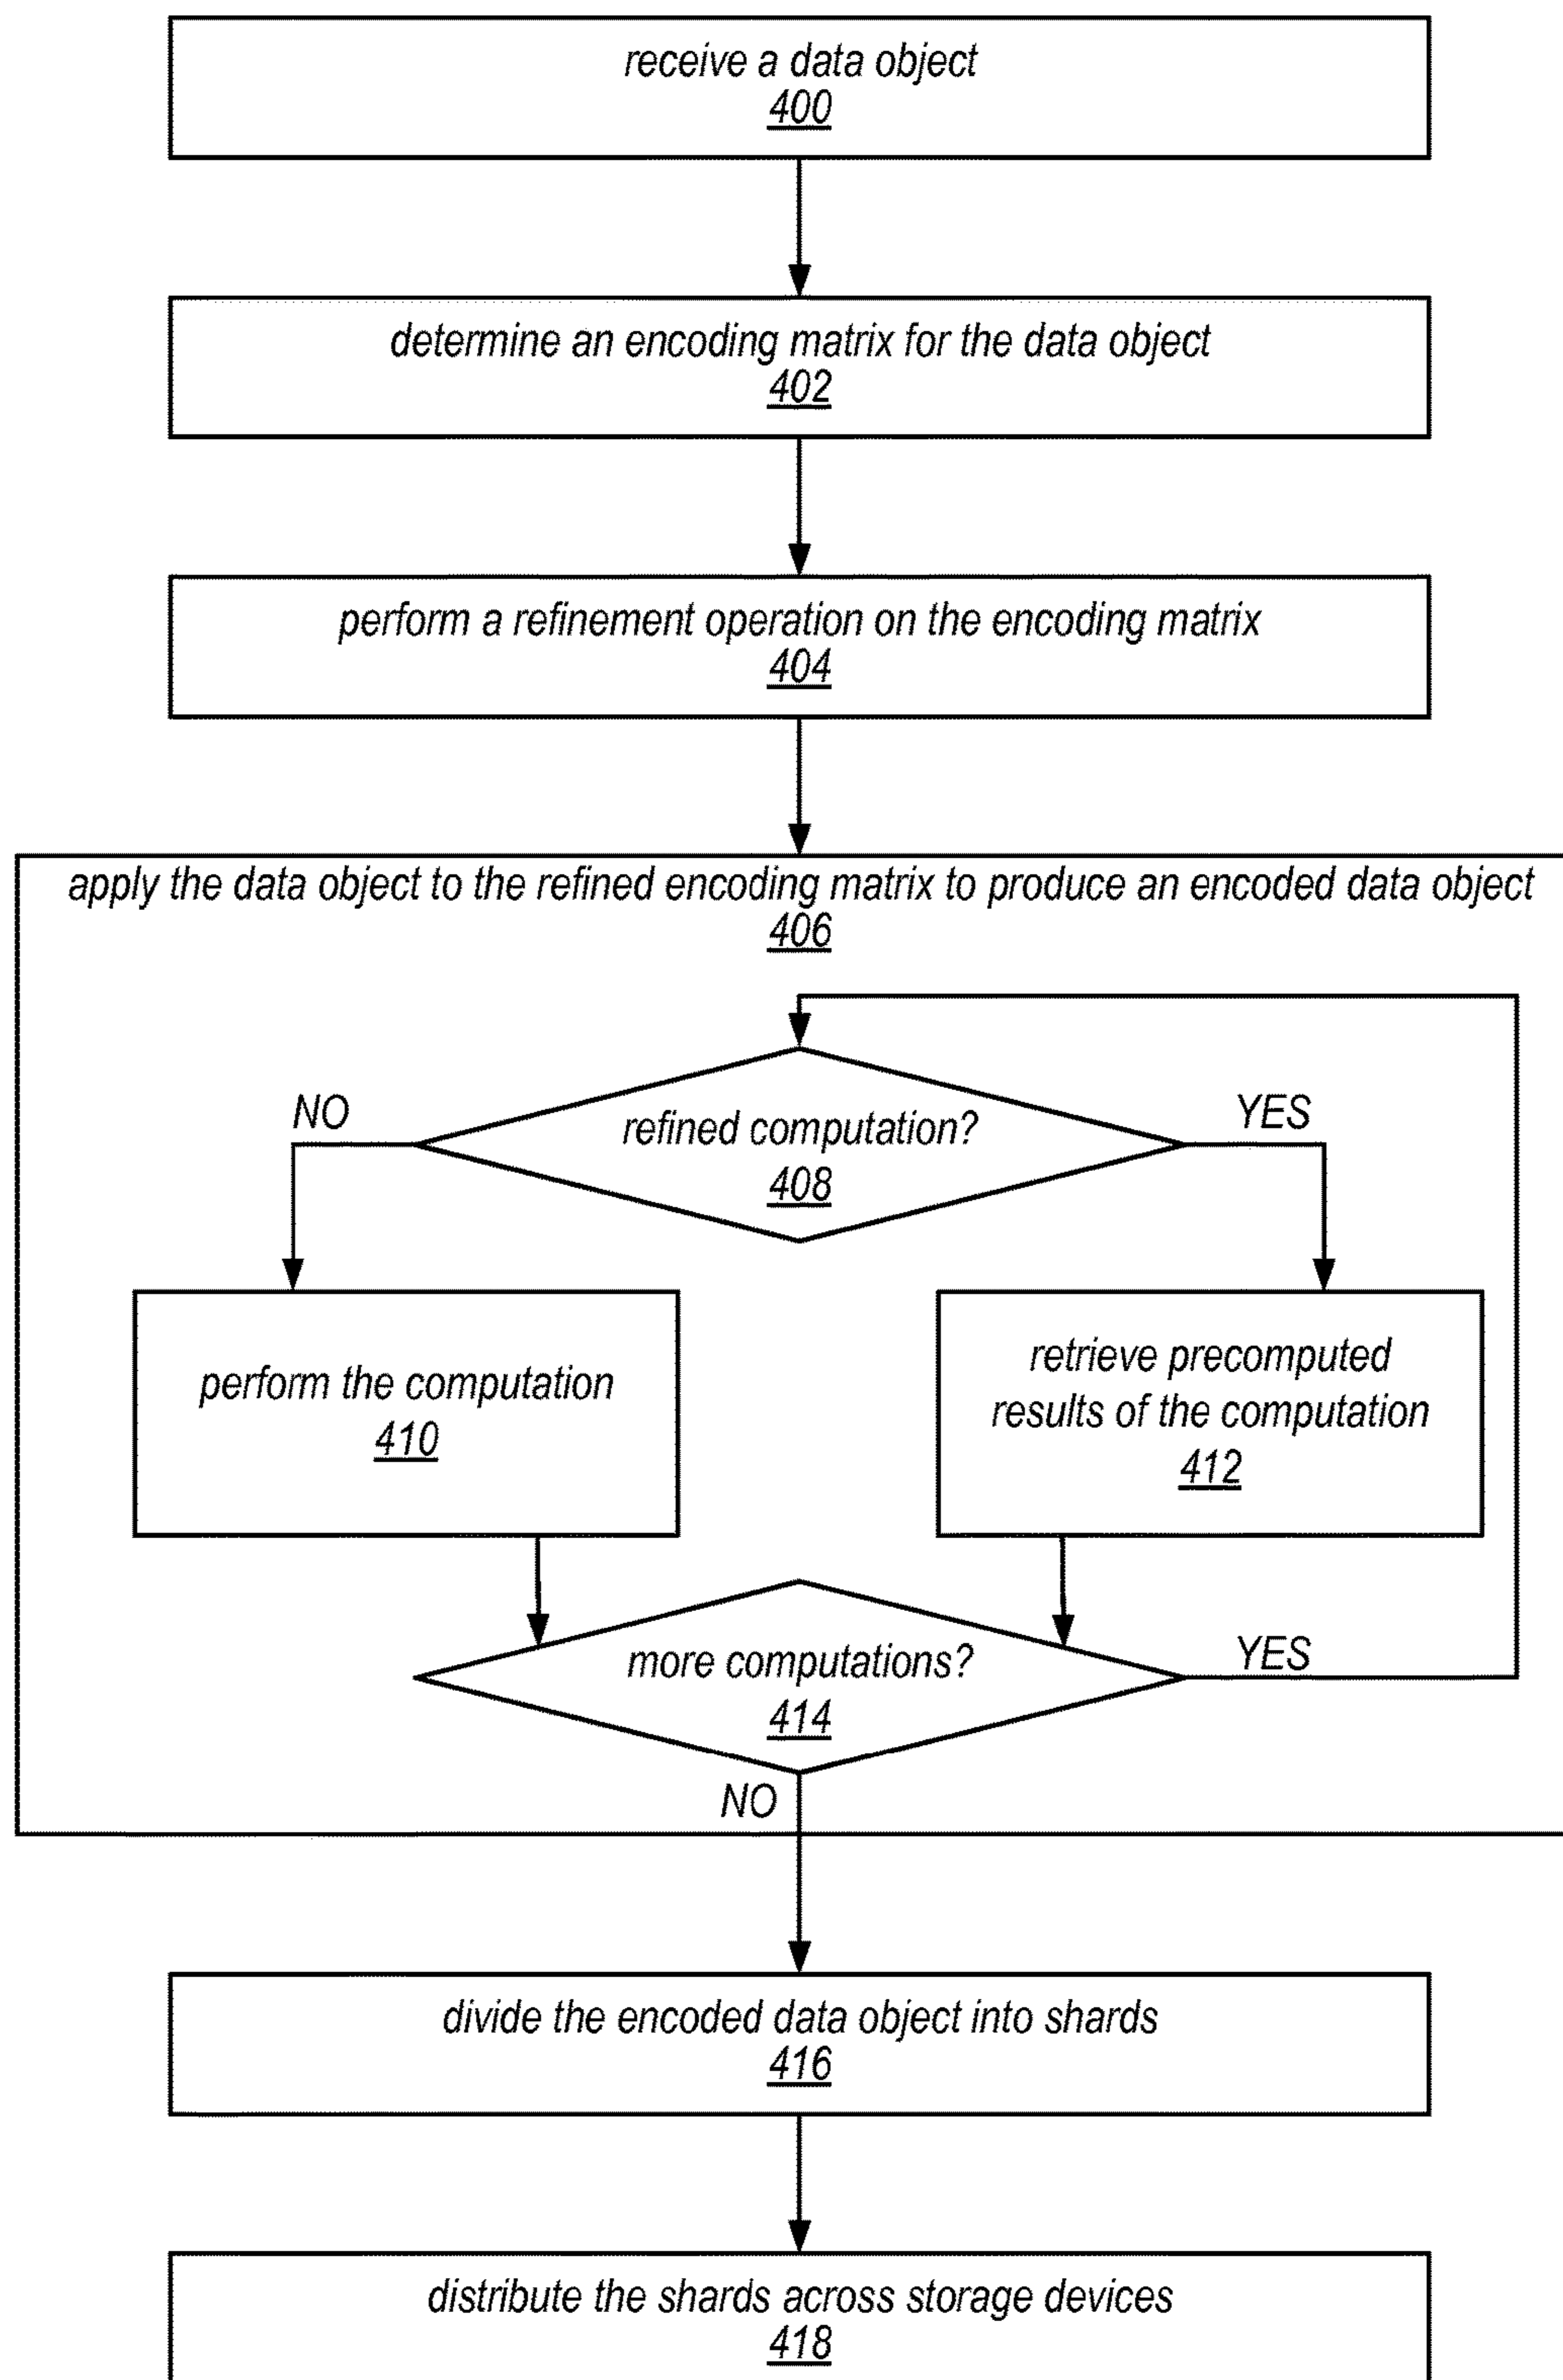 receive a data object
400
determine an encoding matrix for the data object
402
perform a refinement operation on the encoding matrix
404
apply the data object to the refined encoding matrix to produce an encoded data object
406
NO
refined computation?
408
YES
perform the computation
410
retrieve precomputed
results of the computation
412
more computations?
414
YES
NO
divide the encoded data object into shards
416
distribute the shards across storage devices
418